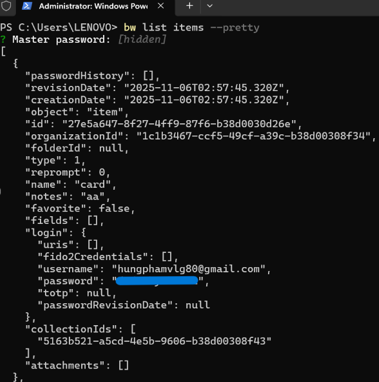 Administrator: Windows Powe
PS C:\Users\LENOVO> bw list items --pretty
? Master password: [hidden]
[
  {
    "passwordHistory": [],
    "revisionDate": "2025-11-06T02:57:45.320Z",
    "creationDate": "2025-11-06T02:57:45.320Z",
    "object": "item",
    "id": "27e5a647-8f27-4ff9-87f6-b38d0030d26e",
    "organizationId": "1c1b3467-ccf5-49cf-a39c-b38d00308f34",
    "folderId": null,
    "type": 1,
    "reprompt": 0,
    "name": "card",
    "notes": "aa",
    "favorite": false,
    "fields": [],
    "login": {
      "uris": [],
      "fido2Credentials": [],
      "username": "hungphamvlg80@gmail.com",
      "password": "          ",
      "totp": null,
      "passwordRevisionDate": null
    },
    "collectionIds": [
      "5163b521-a5cd-4e5b-9606-b38d00308f43"
    ],
    "attachments": []
  },